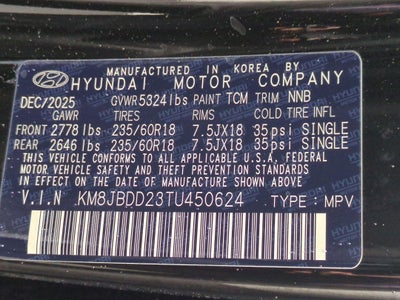 MANUFACTURED IN KOREA BY
HYUNDAI MOTOR COMPANY
DEC/2025 GVWR 5324 lbs PAINT TCM TRIM NNB
GAWR TIRES RIMS COLD TIRE INFL
FRONT 2778 lbs 235/60R18 7.5JX18 35psi SINGLE
REAR 2646 lbs 235/60R18 7.5JX18 35psi SINGLE
THIS VEHICLE CONFORMS TO ALL APPLICABLE U.S.A. FEDERAL
MOTOR VEHICLE SAFETY AND THEFT PREVENTION STANDARDS
IN EFFECT ON THE DATE OF MANUFACTURE SHOWN ABOVE.
V.I.N KM8JBDD23TU450624 TYPE: MPV